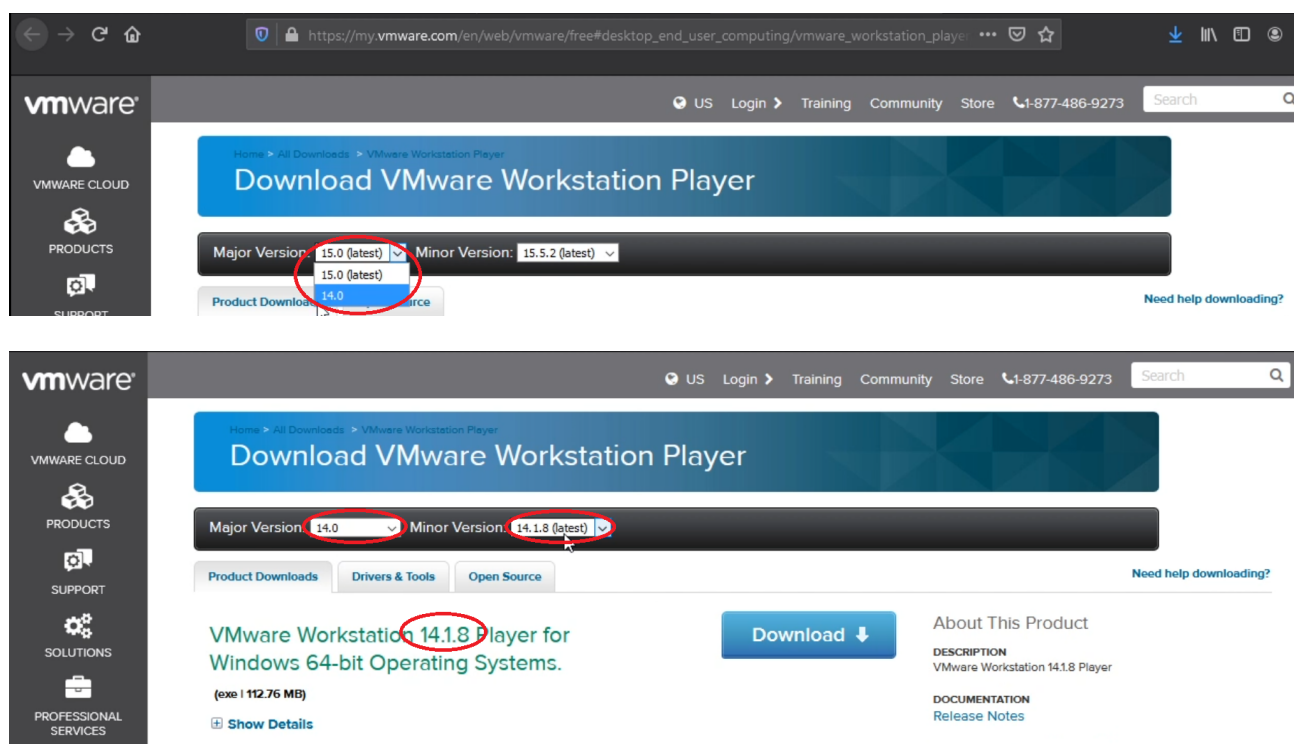 https://my.vmware.com/en/web/vmware/free#desktop_end_user_computing/vmware_workstation_player
vmware®
US Login Training Community Store 1-877-486-9273 Search
VMWARE CLOUD
PRODUCTS
SUPPORT
Home > All Downloads > VMware Workstation Player
Download VMware Workstation Player
Major Version: 15.0 (latest) Minor Version: 15.5.2 (latest)
15.0 (latest)
14.0
Product Downloads
Need help downloading?
vmware®
US Login Training Community Store 1-877-486-9273 Search
VMWARE CLOUD
PRODUCTS
SUPPORT
SOLUTIONS
PROFESSIONAL
SERVICES
Home > All Downloads > VMware Workstation Player
Download VMware Workstation Player
Major Version: 14.0 Minor Version: 14.1.8 (latest)
Product Downloads Drivers & Tools Open Source
Need help downloading?
VMware Workstation 14.1.8 Player for
Windows 64-bit Operating Systems.
(exe | 112.76 MB)
Show Details
Download
About This Product
DESCRIPTION
VMware Workstation 14.1.8 Player
DOCUMENTATION
Release Notes